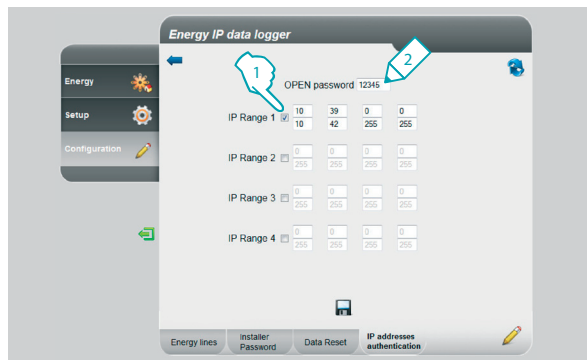 Energy IP data logger
Energy
Setup
Configuration
1
2
OPEN password 12345
IP Range 1 10 39 0 0
10 42 255 255
IP Range 2 0 0 0 0
255 255 255 255
IP Range 3 0 0 0 0
255 255 255 255
IP Range 4 0 0 0 0
255 255 255 255
Energy lines
Installer
Password
Data Reset
IP addresses
authentication